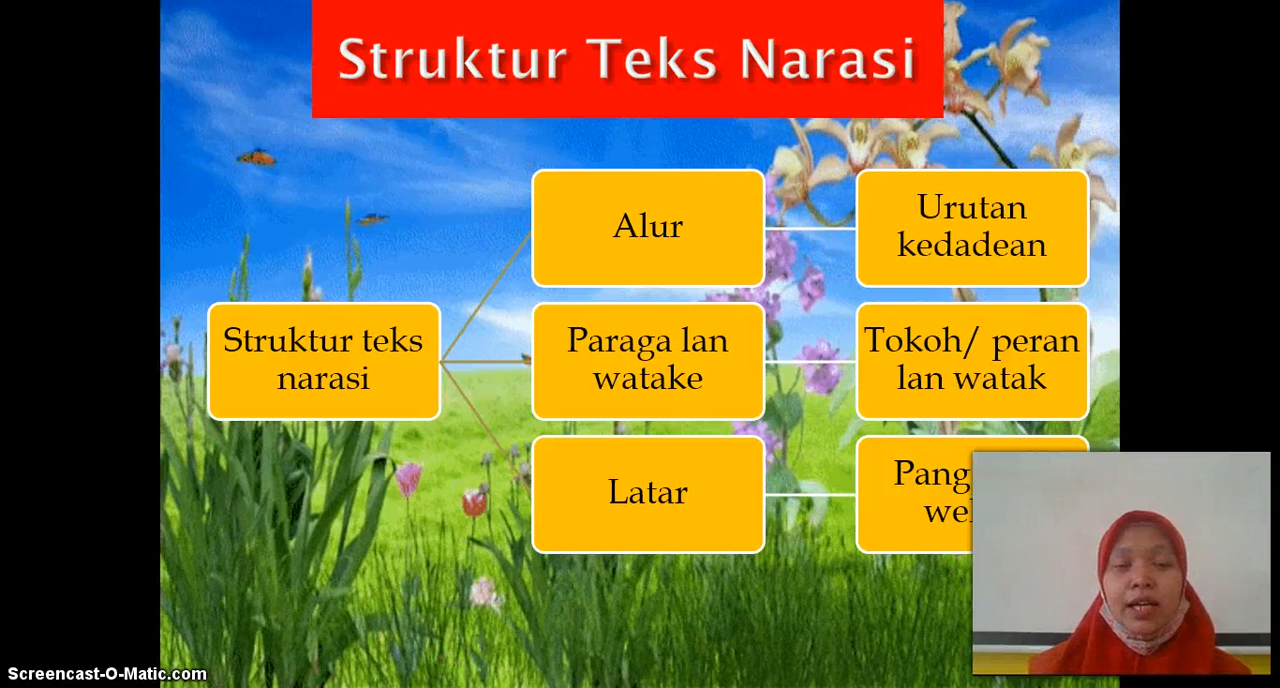 Struktur Teks Narasi
Struktur teks
narasi
Alur
Urutan
kedadean
Paraga lan
watake
Tokoh/ peran
lan watak
Latar
Screencast-O-Matic.com